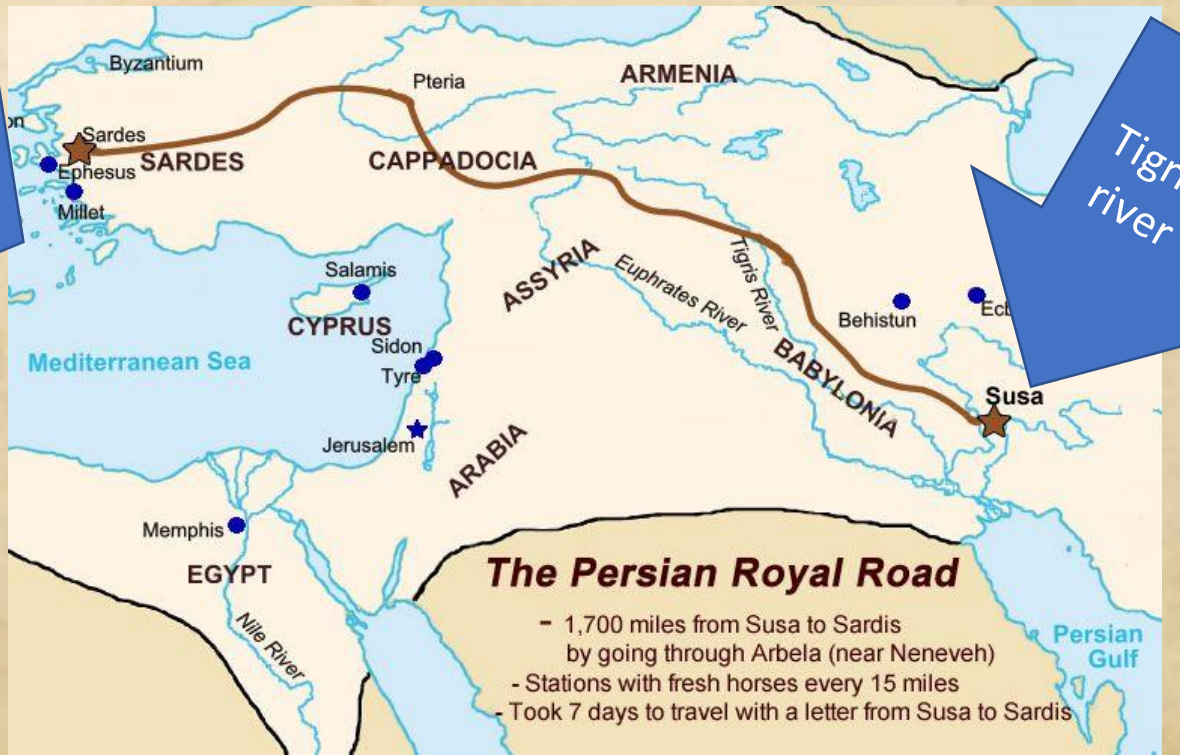 Byzantium
Pteria
ARMENIA
Sardes
SARDES
CAPPADOCIA
Ephesus
Millet
Salamis
CYPRUS
ASSYRIA
Euphrates River
Tigris River
Behistun
Mediterranean Sea
Sidon
Tyre
BABYLONIA
Susa
Jerusalem
ARABIA
Memphis
EGYPT
Nile River
The Persian Royal Road
- 1,700 miles from Susa to Sardis
by going through Arbela (near Neneveh)
- Stations with fresh horses every 15 miles
- Took 7 days to travel with a letter from Susa to Sardis
Persian
Gulf
river